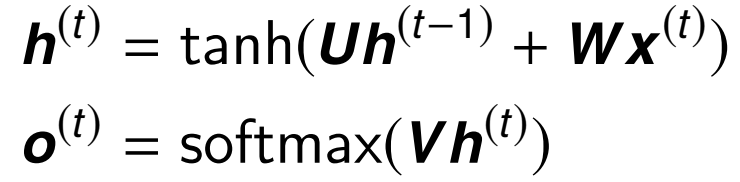 𝒉^(t) = tanh(𝑼𝒉^(t−1) + 𝑾𝒙^(t))
𝒐^(t) = softmax(𝑽𝒉^(t))